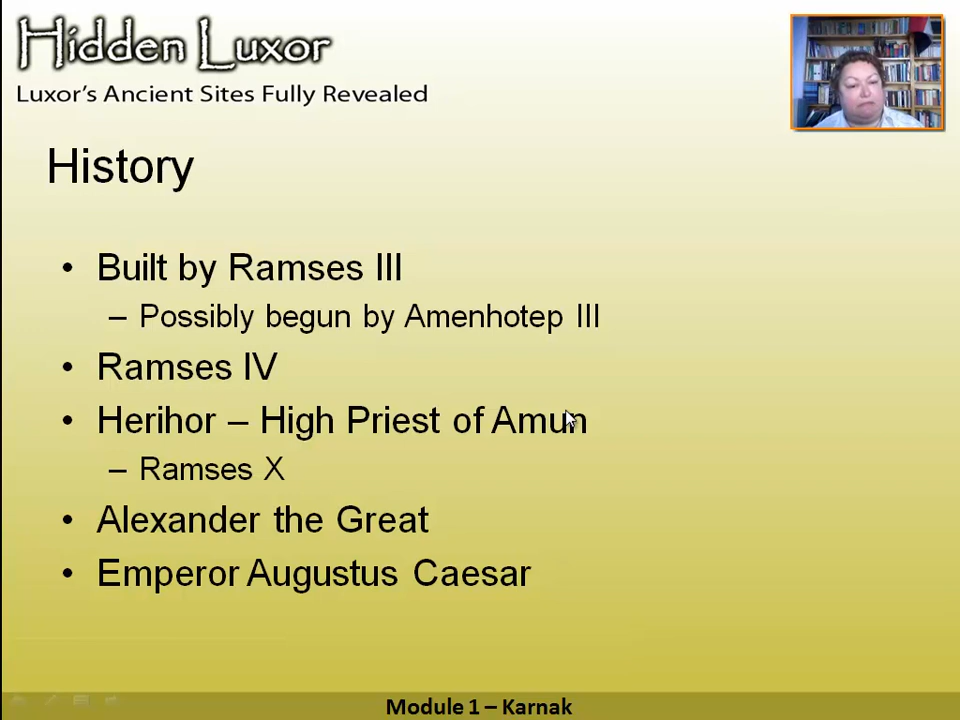 Hidden Luxor
Luxor's Ancient Sites Fully Revealed
History
• Built by Ramses III
– Possibly begun by Amenhotep III
• Ramses IV
• Herihor – High Priest of Amun
– Ramses X
• Alexander the Great
• Emperor Augustus Caesar
Module 1 – Karnak